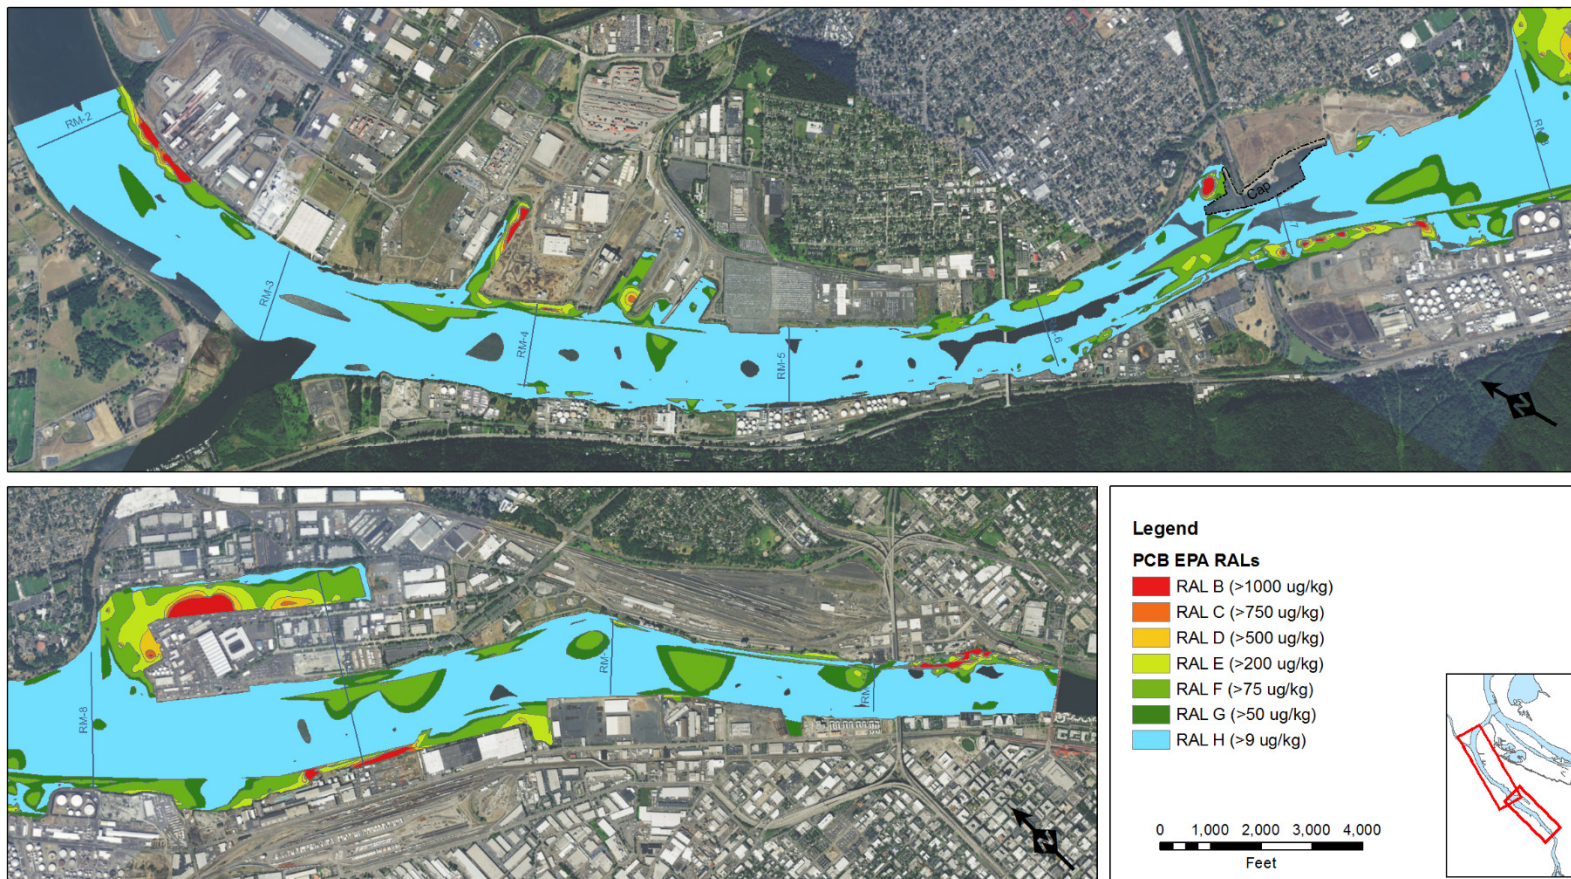 RM-2
RM-3
RM-4
RM-5
Cap
RM-8
Legend
PCB EPA RALs
RAL B (>1000 ug/kg)
RAL C (>750 ug/kg)
RAL D (>500 ug/kg)
RAL E (>200 ug/kg)
RAL F (>75 ug/kg)
RAL G (>50 ug/kg)
RAL H (>9 ug/kg)
0 1,000 2,000 3,000 4,000
Feet
N
N